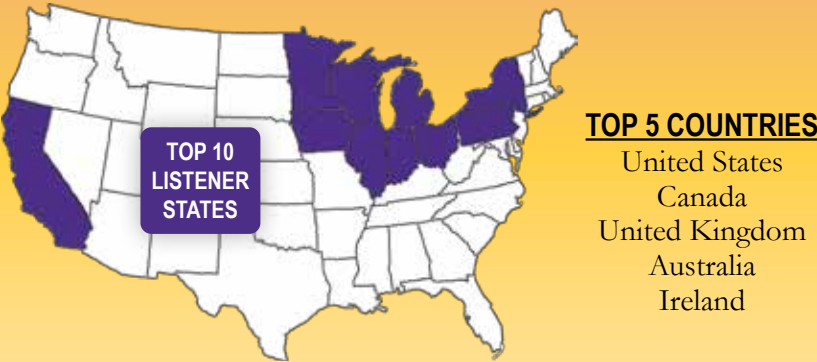 TOP 10
LISTENER
STATES
TOP 5 COUNTRIES
United States
Canada
United Kingdom
Australia
Ireland